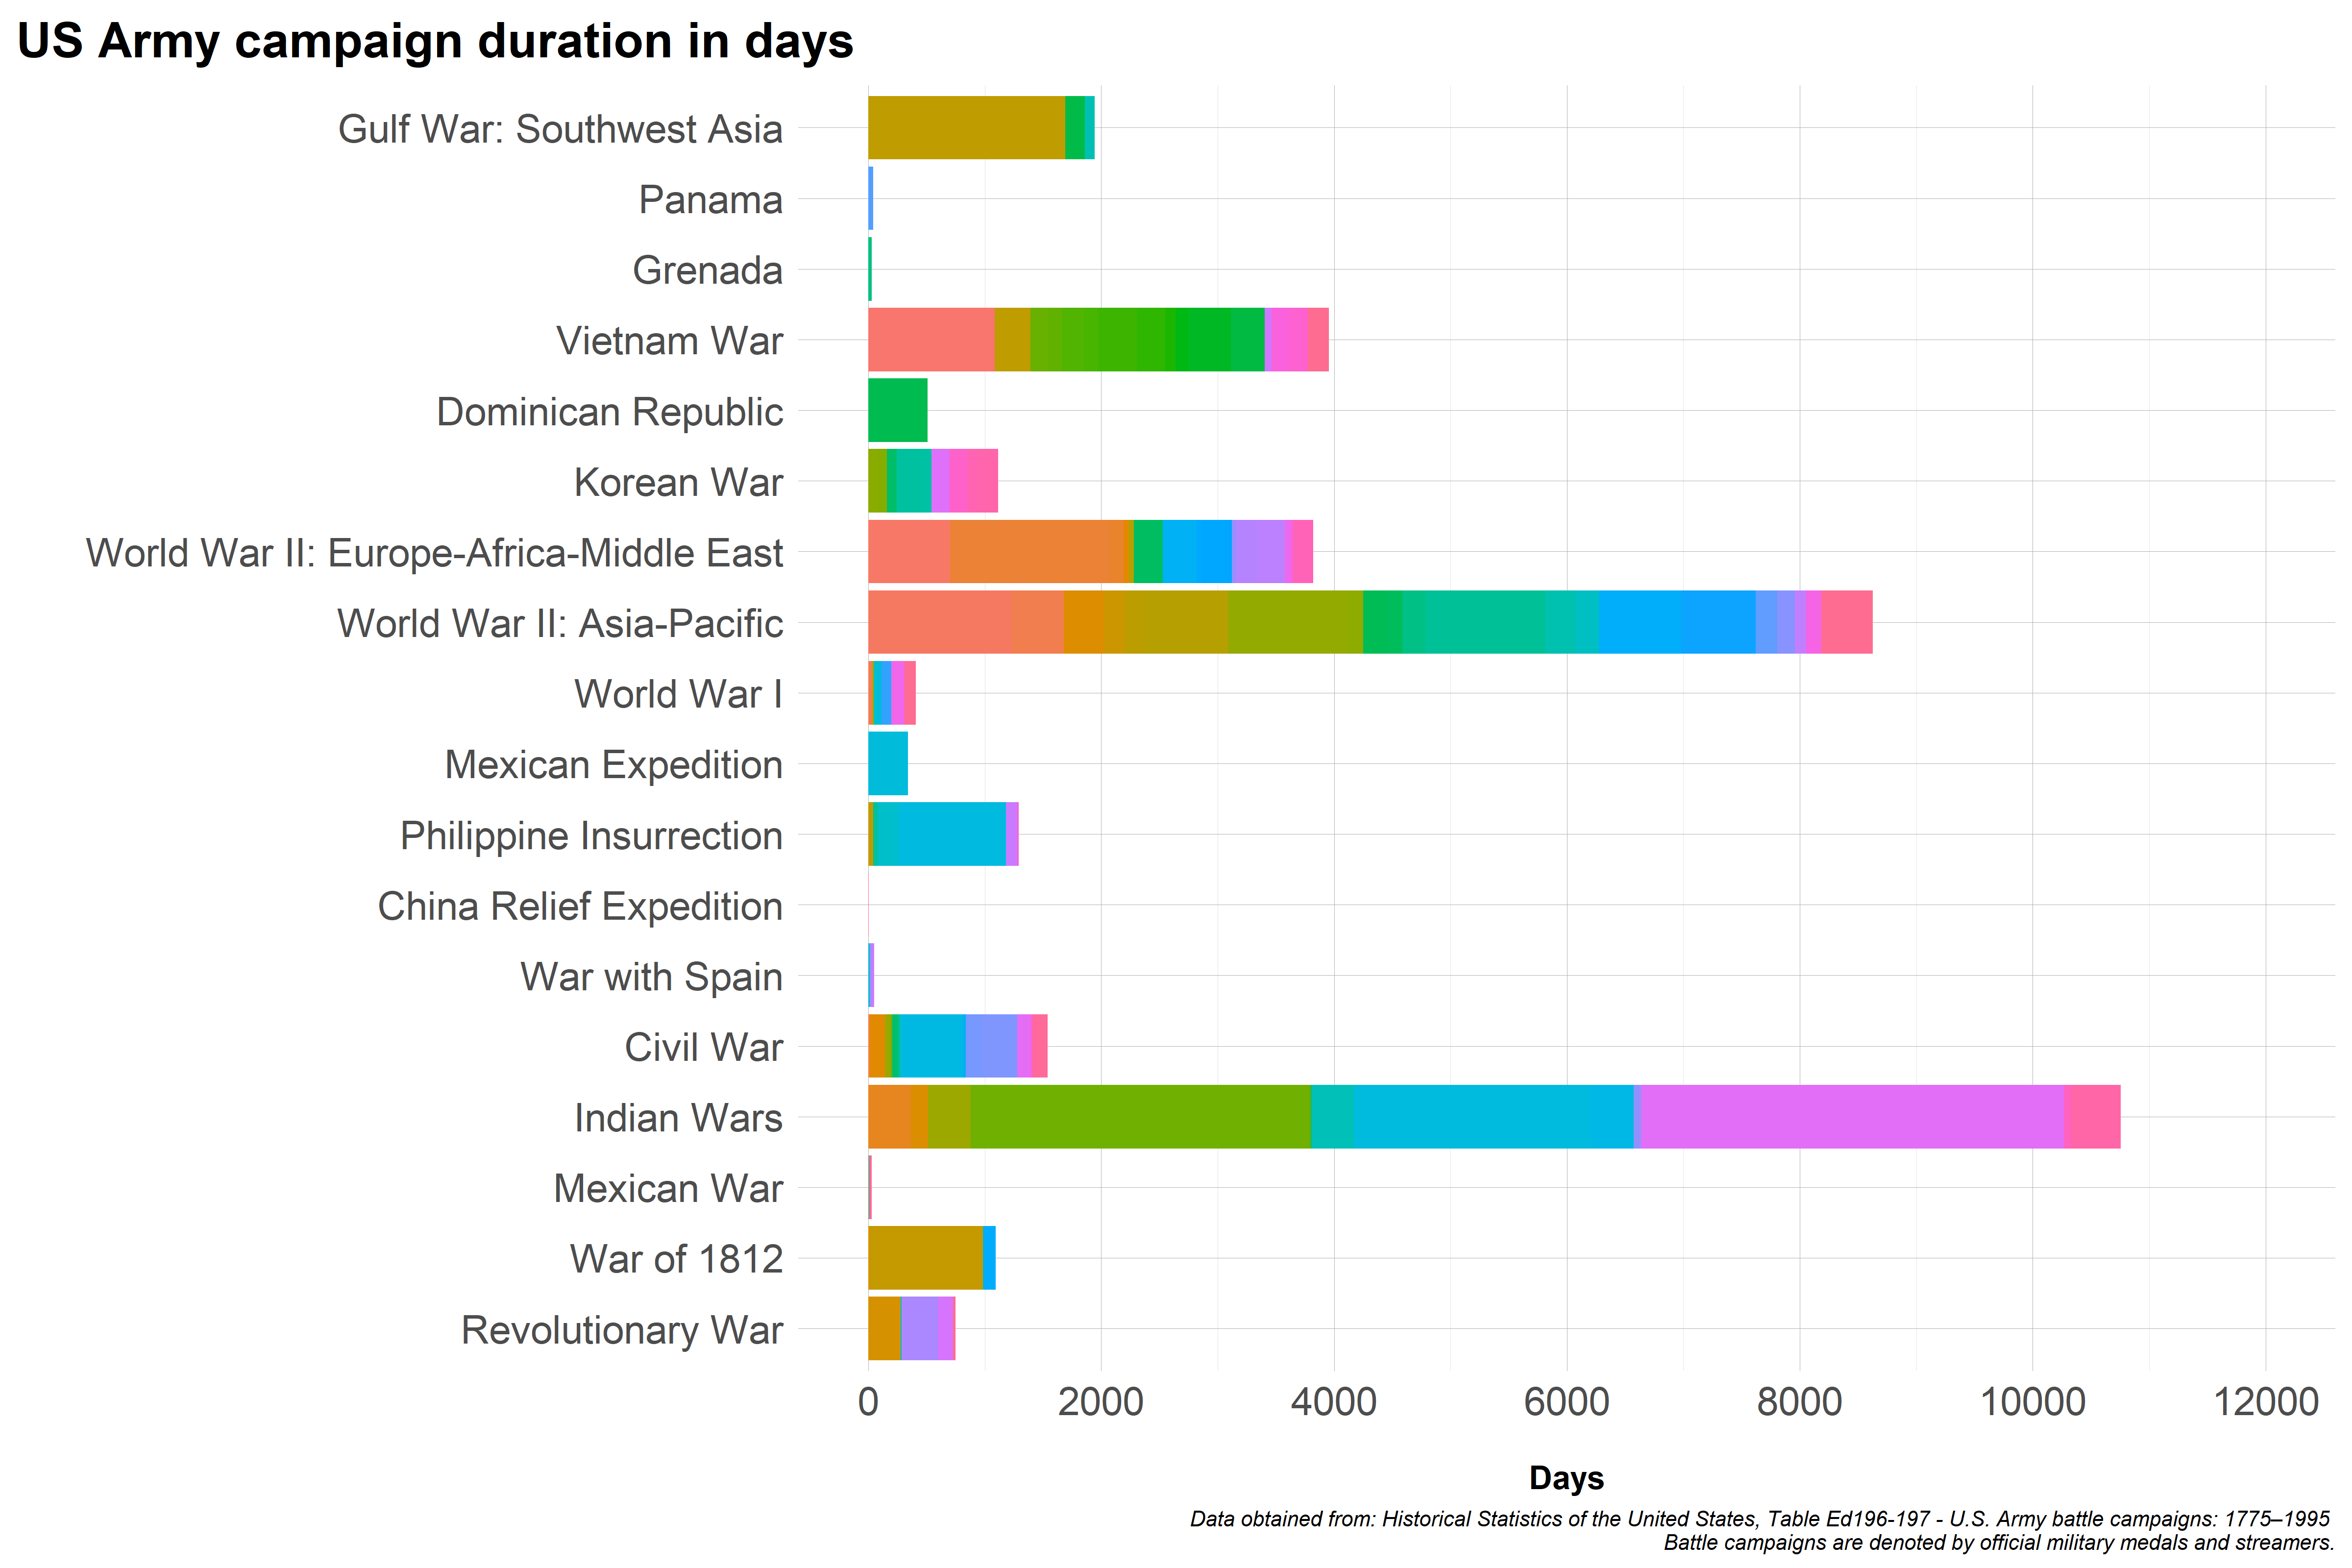 US Army campaign duration in days
Gulf War: Southwest Asia
Panama
Grenada
Vietnam War
Dominican Republic
Korean War
World War II: Europe-Africa-Middle East
World War II: Asia-Pacific
World War I
Mexican Expedition
Philippine Insurrection
China Relief Expedition
War with Spain
Civil War
Indian Wars
Mexican War
War of 1812
Revolutionary War
0 2000 4000 6000 8000 10000 12000
Days
Data obtained from: Historical Statistics of the United States, Table Ed196-197 - U.S. Army battle campaigns: 1775–1995
Battle campaigns are denoted by official military medals and streamers.